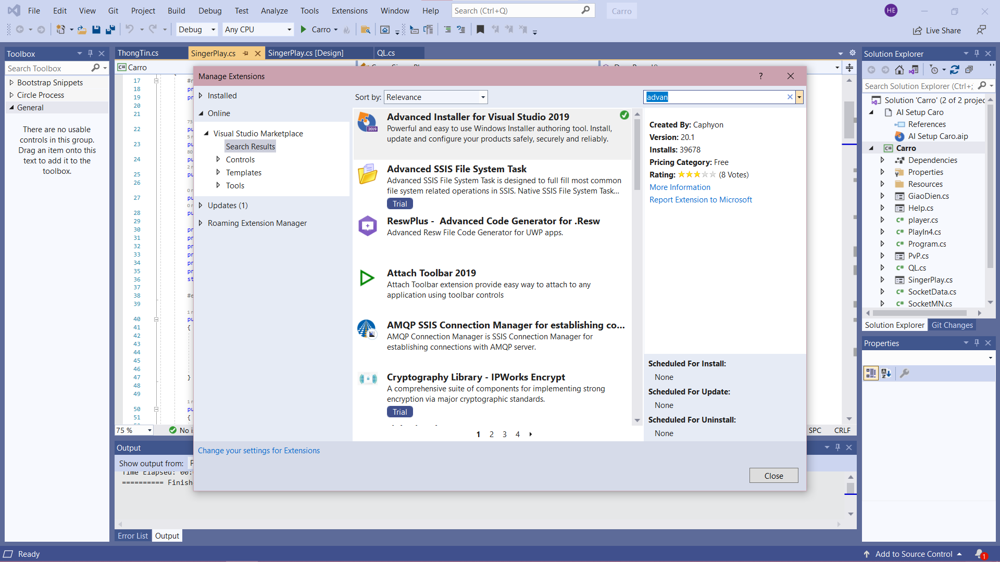 File Edit View Git Project Build Debug Test Analyze Tools Extensions Window Help Search (Ctrl+Q) Carro HE
Debug Any CPU Carro Live Share
Toolbox
Search Toolbox
Bootstrap Snippets
Circle Process
General
There are no usable
controls in this group.
Drag an item onto this
text to add it to the
toolbox.
ThongTin.cs SingerPlay.cs SingerPlay.cs [Design] QL.cs
C# Carro
17
18
19
20
21
22
23
24
25
26
27
28
29
30
31
32
33
34
35
36
37
38
39
40
41 {
42
43
44
45
46
47 }
48
49
50
51 {
75 %
SPC CRLF
Manage Extensions ?
Installed
Online
Visual Studio Marketplace
Search Results
Controls
Templates
Tools
Updates (1)
Roaming Extension Manager
Sort by: Relevance
advan
Advanced Installer for Visual Studio 2019
Powerful and easy to use Windows Installer authoring tool. Install,
update and configure your products safely, securely and reliably.
2019
Advanced SSIS File System Task
Advanced SSIS File System Task is designed to full fill most common
file system related operations in SSIS. Native SSIS File System Task...
Trial
ReswPlus - Advanced Code Generator for .Resw
Advanced Resw File Code Generator for UWP apps.
Attach Toolbar 2019
Attach Toolbar extension provide easy way to attach to any
application using toolbar controls
AMQP SSIS Connection Manager for establishing co...
AMQP Connection Manager is SSIS Connection Manager for
establishing connections with AMQP server.
Cryptography Library - IPWorks Encrypt
A comprehensive suite of components for implementing strong
encryption via major cryptographic standards.
Trial
1 2 3 4
Created By: Caphyon
Version: 20.1
Installs: 39678
Pricing Category: Free
Rating: (8 Votes)
More Information
Report Extension to Microsoft
Scheduled For Install:
None
Scheduled For Update:
None
Scheduled For Uninstall:
None
Change your settings for Extensions
Close
Output
Show output from:
Time Elapsed: 00:
========== Finish
Error List Output
Solution Explorer
Search Solution Explorer (Ctrl+;
Solution 'Carro' (2 of 2 projec
AI Setup Caro
References
AI Setup Caro.aip
C# Carro
Dependencies
Properties
Resources
GiaoDien.cs
Help.cs
C# player.cs
C# PlayIn4.cs
C# Program.cs
PvP.cs
C# QL.cs
SingerPlay.cs
C# SocketData.cs
C# SocketMN.cs
Solution Explorer Git Changes
Properties
Ready Add to Source Control 1